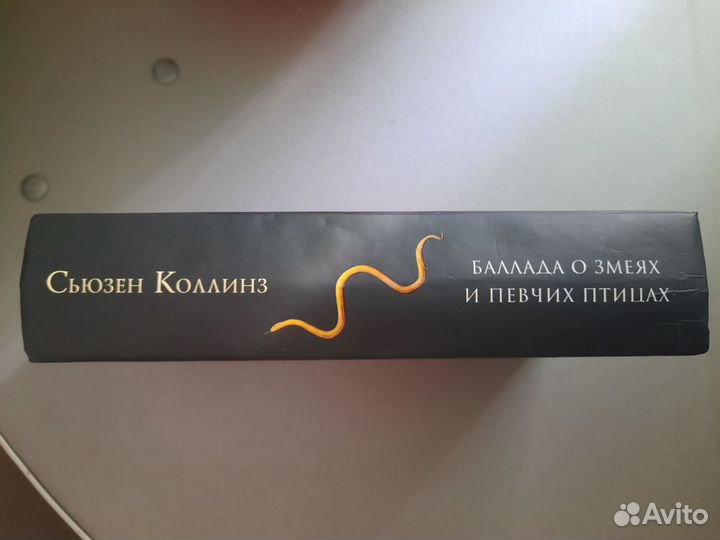 Сьюзен Коллинз
БАЛЛАДА О ЗМЕЯХ
И ПЕВЧИХ ПТИЦАХ
Avito